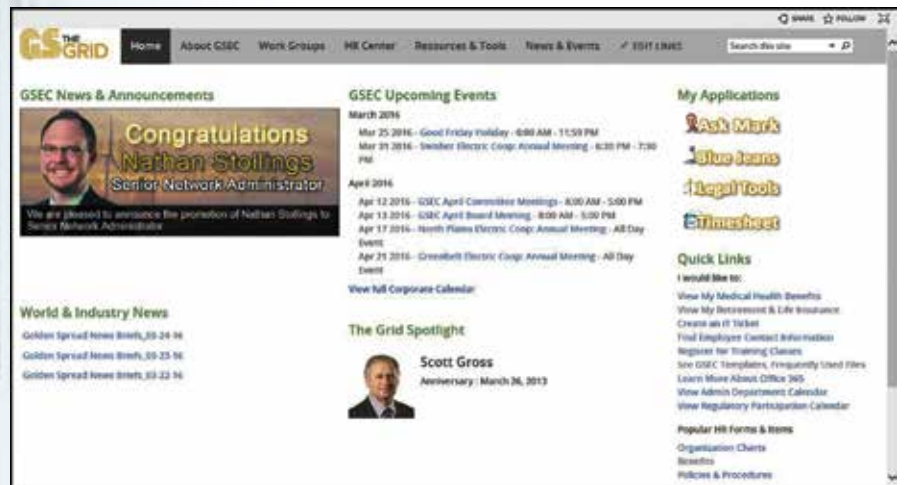 SHARE FOLLOW
GS THE GRID
Home About GSEC Work Groups HR Center Resources & Tools News & Events EDIT LINKS Search this site
GSEC News & Announcements
Congratulations
Nathan Stollings
Senior Network Administrator
We are pleased to announce the promotion of Nathan Stollings to
Senior Network Administrator
World & Industry News
Golden Spread News Briefs_03-24-16
Golden Spread News Briefs_03-23-16
Golden Spread News Briefs_03-22-16
GSEC Upcoming Events
March 2016
Mar 25 2016 - Good Friday Holiday - 0:00 AM - 11:59 PM
Mar 31 2016 - Swisher Electric Coop: Annual Meeting - 6:30 PM - 7:30
PM
April 2016
Apr 12 2016 - GSEC April Committee Meetings - 8:00 AM - 5:00 PM
Apr 13 2016 - GSEC April Board Meeting - 8:00 AM - 5:00 PM
Apr 17 2016 - North Plains Electric Coop: Annual Meeting - All Day
Event
Apr 21 2016 - Greenbelt Electric Coop: Annual Meeting - All Day
Event
View full Corporate Calendar
The Grid Spotlight
Scott Gross
Anniversary : March 26, 2013
My Applications
Ask Mark
Blue Jeans
Legal Tools
Timesheet
Quick Links
I would like to:
View My Medical Health Benefits
View My Retirement & Life Insurance
Create an IT Ticket
Find Employee Contact Information
Register for Training Classes
See GSEC Templates, Frequently Used Files
Learn More About Office 365
View Admin Department Calendar
View Regulatory Participation Calendar
Popular HR Forms & Items
Organization Charts
Benefits
Policies & Procedures